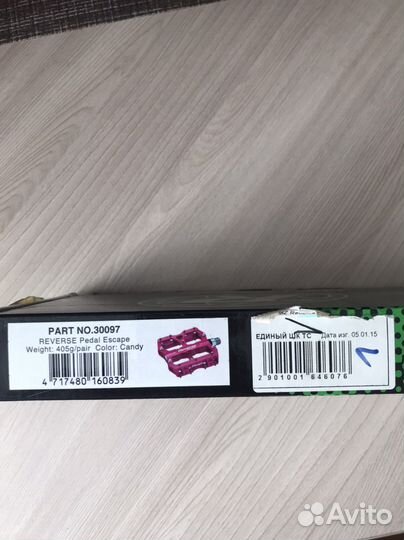 PART NO.30097
REVERSE Pedal Escape
Weight: 405g/pair Color: Candy
4 717480 160839
ЕДИНЫЙ ШК ТС Дата изг. 05.01.15
2 901001 646076
1
Avito